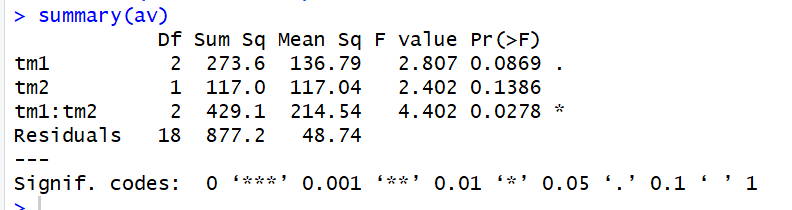 > summary(av)
            Df Sum Sq Mean Sq F value Pr(>F)
tm1          2  273.6  136.79   2.807 0.0869 .
tm2          1  117.0  117.04   2.402 0.1386
tm1:tm2      2  429.1  214.54   4.402 0.0278 *
Residuals   18  877.2   48.74
---
Signif. codes:  0 ‘***’ 0.001 ‘**’ 0.01 ‘*’ 0.05 ‘.’ 0.1 ‘ ’ 1
>